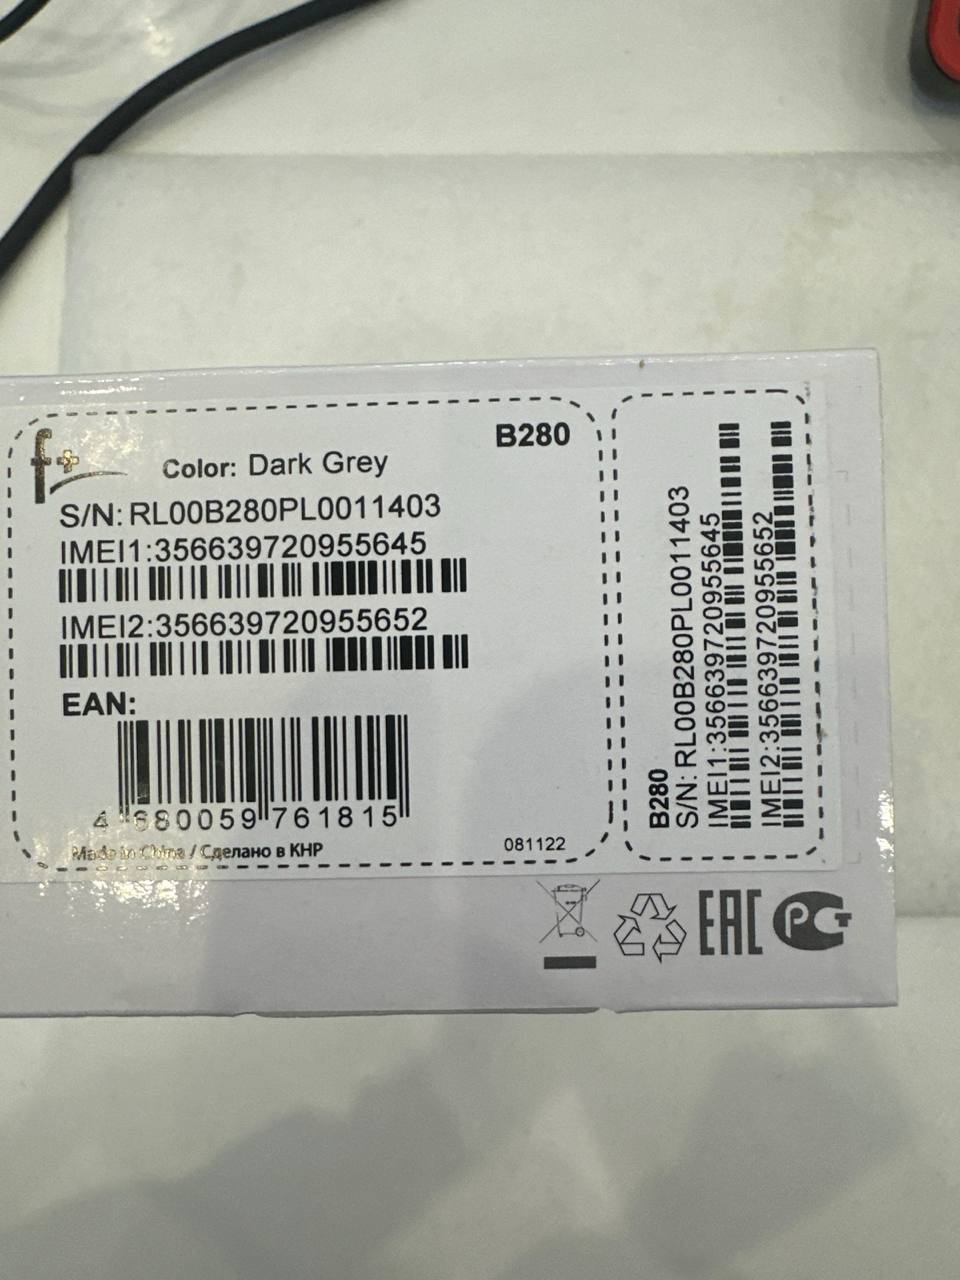 f+
B280
Color: Dark Grey
S/N: RL00B280PL0011403
IMEI1:356639720955645
IMEI2:356639720955652
EAN:
4 680059 761815
Made in China / Сделано в КНР
081122
B280
S/N: RL00B280PL0011403
IMEI1:356639720955645
IMEI2:356639720955652
EAC
РСТ